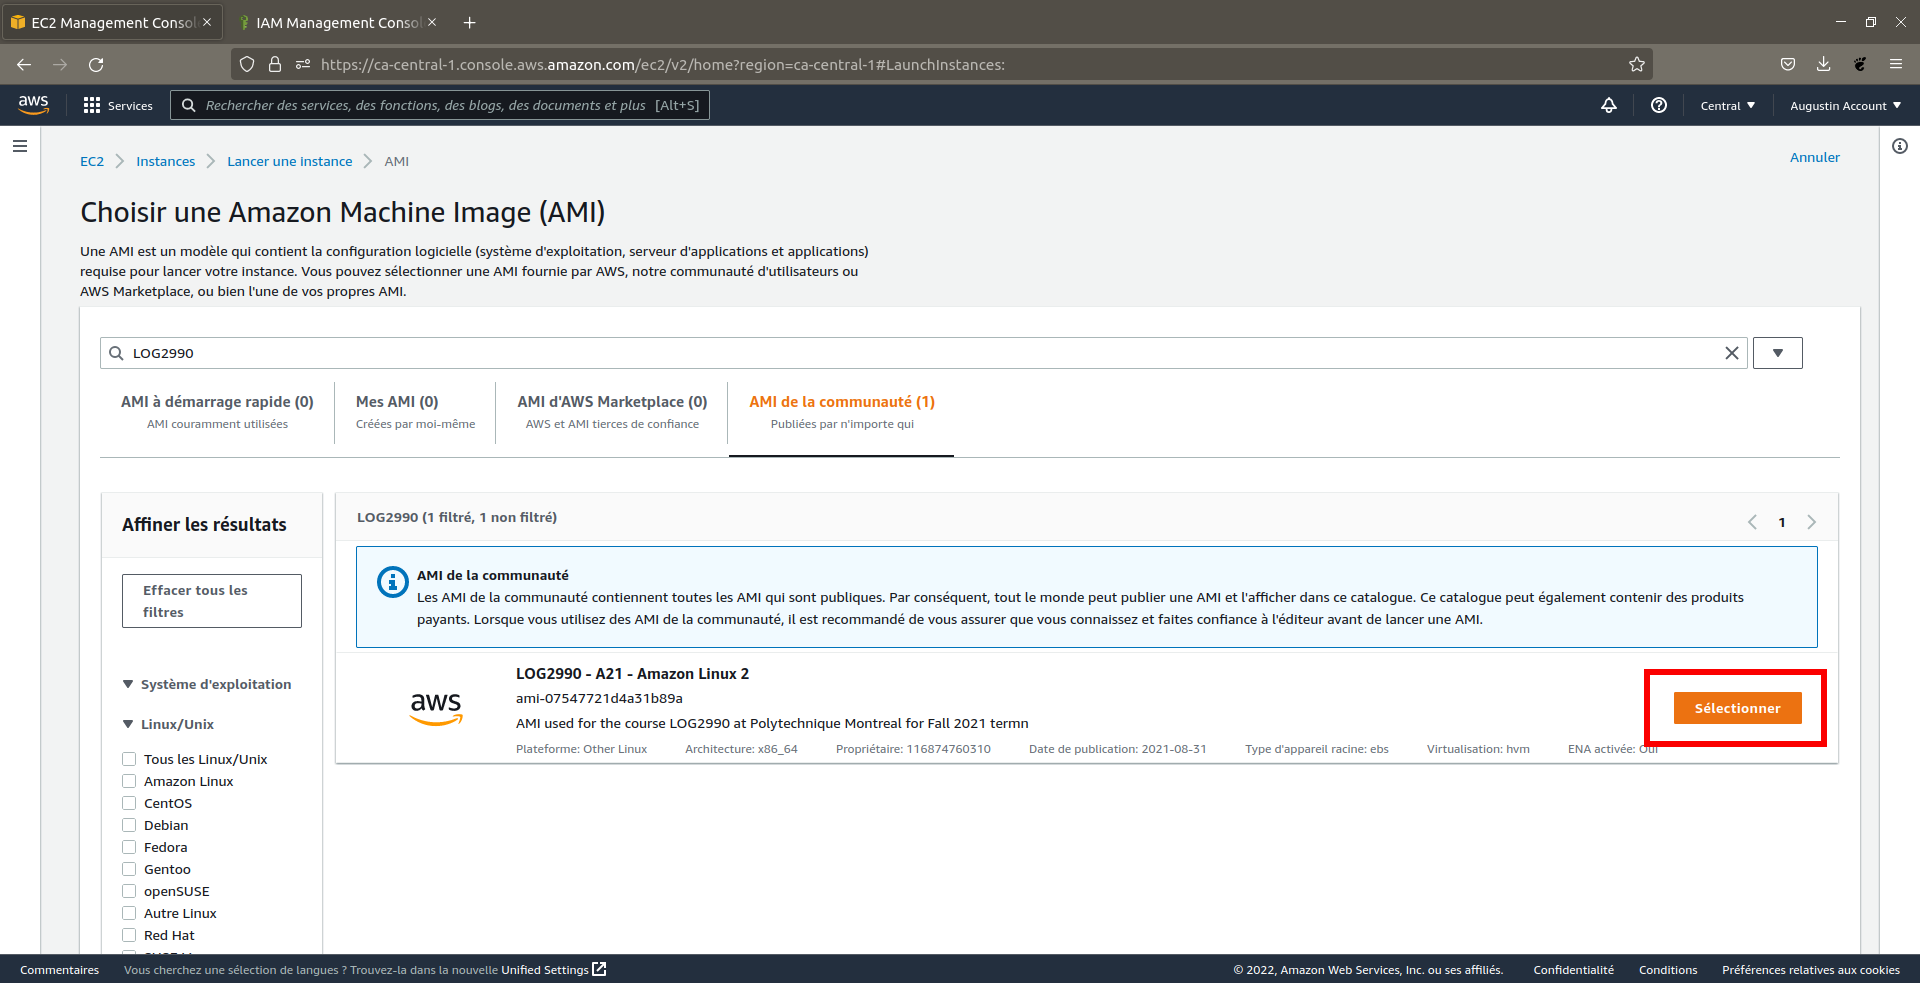 EC2 Management Consol
IAM Management Consol
https://ca-central-1.console.aws.amazon.com/ec2/v2/home?region=ca-central-1#LaunchInstances:
aws
Services
Rechercher des services, des fonctions, des blogs, des documents et plus [Alt+S]
Central
Augustin Account
EC2
Instances
Lancer une instance
AMI
Annuler
Choisir une Amazon Machine Image (AMI)
Une AMI est un modèle qui contient la configuration logicielle (système d'exploitation, serveur d'applications et applications)
requise pour lancer votre instance. Vous pouvez sélectionner une AMI fournie par AWS, notre communauté d'utilisateurs ou
AWS Marketplace, ou bien l'une de vos propres AMI.
LOG2990
AMI à démarrage rapide (0)
AMI couramment utilisées
Mes AMI (0)
Créées par moi-même
AMI d'AWS Marketplace (0)
AWS et AMI tierces de confiance
AMI de la communauté (1)
Publiées par n'importe qui
Affiner les résultats
Effacer tous les
filtres
Système d'exploitation
Linux/Unix
Tous les Linux/Unix
Amazon Linux
CentOS
Debian
Fedora
Gentoo
openSUSE
Autre Linux
Red Hat
LOG2990 (1 filtré, 1 non filtré)
1
AMI de la communauté
Les AMI de la communauté contiennent toutes les AMI qui sont publiques. Par conséquent, tout le monde peut publier une AMI et l'afficher dans ce catalogue. Ce catalogue peut également contenir des produits
payants. Lorsque vous utilisez des AMI de la communauté, il est recommandé de vous assurer que vous connaissez et faites confiance à l'éditeur avant de lancer une AMI.
aws
LOG2990 - A21 - Amazon Linux 2
ami-07547721d4a31b89a
AMI used for the course LOG2990 at Polytechnique Montreal for Fall 2021 termn
Plateforme: Other Linux
Architecture: x86_64
Propriétaire: 116874760310
Date de publication: 2021-08-31
Type d'appareil racine: ebs
Virtualisation: hvm
ENA activée: Oui
Sélectionner
Commentaires
Vous cherchez une sélection de langues ? Trouvez-la dans la nouvelle Unified Settings
© 2022, Amazon Web Services, Inc. ou ses affiliés.
Confidentialité
Conditions
Préférences relatives aux cookies